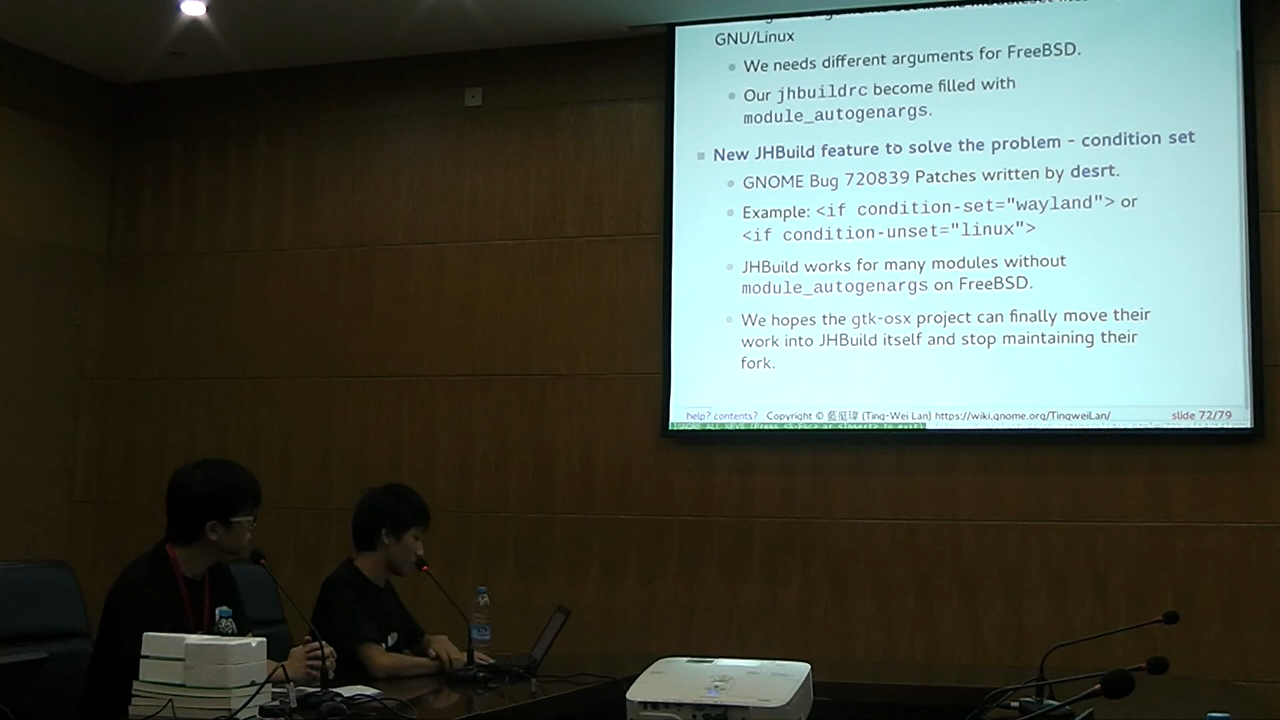 GNU/Linux
We needs different arguments for FreeBSD.
Our jhbuildrc become filled with
module_autogenargs.
New JHBuild feature to solve the problem - condition set
GNOME Bug 720839 Patches written by desrt.
Example: <if condition-set="wayland"> or
<if condition-unset="linux">
JHBuild works for many modules without
module_autogenargs on FreeBSD.
We hopes the gtk-osx project can finally move their
work into JHBuild itself and stop maintaining their
fork.
help? contents? Copyright © 藍挺瑋 (Ting-Wei Lan) https://wiki.gnome.org/TingweiLan/ slide 72/79